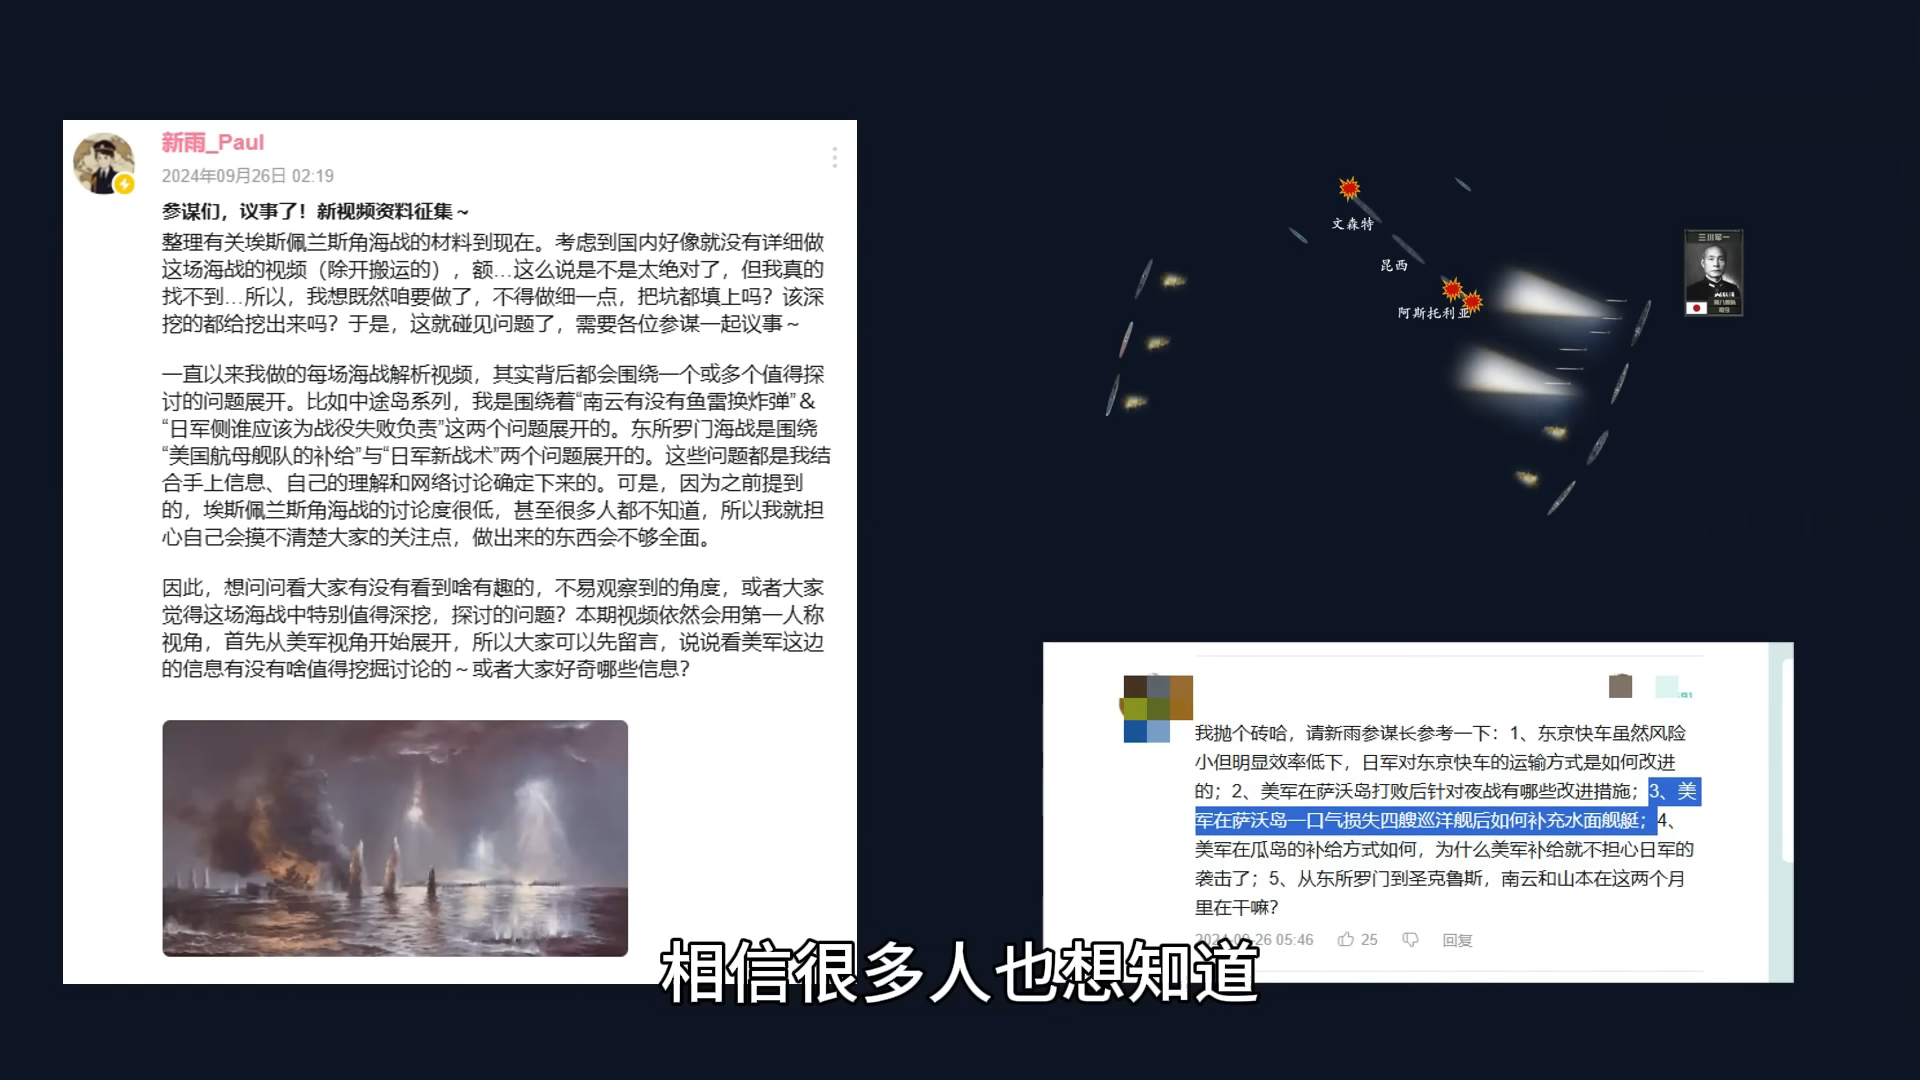 新雨_Paul
2024年09月26日 02:19
参谋们，议事了！新视频资料征集～
整理有关埃斯佩兰斯角海战的材料到现在。考虑到国内好像就没有详细做
这场海战的视频（除开搬运的），额…这么说是不是太绝对了，但我真的
找不到…所以，我想既然咱要做了，不得做细一点，把坑都填上吗？该深
挖的都给挖出来吗？于是，这就碰见问题了，需要各位参谋一起议事～
一直以来我做的每场海战解析视频，其实背后都会围绕一个或多个值得探
讨的问题展开。比如中途岛系列，我是围绕着“南云有没有鱼雷换炸弹”＆
“日军侧谁应该为战役失败负责”这两个问题展开的。东所罗门海战是围绕
“美国航母舰队的补给”与“日军新战术”两个问题展开的。这些问题都是我结
合手上信息、自己的理解和网络讨论确定下来的。可是，因为之前提到
的，埃斯佩兰斯角海战的讨论度很低，甚至很多人都不知道，所以我就担
心自己会摸不清楚大家的关注点，做出来的东西会不够全面。
因此，想问问看大家有没有看到啥有趣的，不易观察到的角度，或者大家
觉得这场海战中特别值得深挖，探讨的问题？本期视频依然会用第一人称
视角，首先从美军视角开始展开，所以大家可以先留言，说说看美军这边
的信息有没有啥值得挖掘讨论的～或者大家好奇哪些信息？
文森特
昆西
阿斯托利亚
三川军一
我抛个砖哈，请新雨参谋长参考一下：1、东京快车虽然风险
小但明显效率低下，日军对东京快车的运输方式是如何改进
的；2、美军在萨沃岛打败后针对夜战有哪些改进措施；3、美
军在萨沃岛一口气损失四艘巡洋舰后如何补充水面舰艇；4、
美军在瓜岛的补给方式如何，为什么美军补给就不担心日军的
袭击了；5、从东所罗门到圣克鲁斯，南云和山本在这两个月
里在干嘛？
2024-09-26 05:46 25 回复
相信很多人也想知道